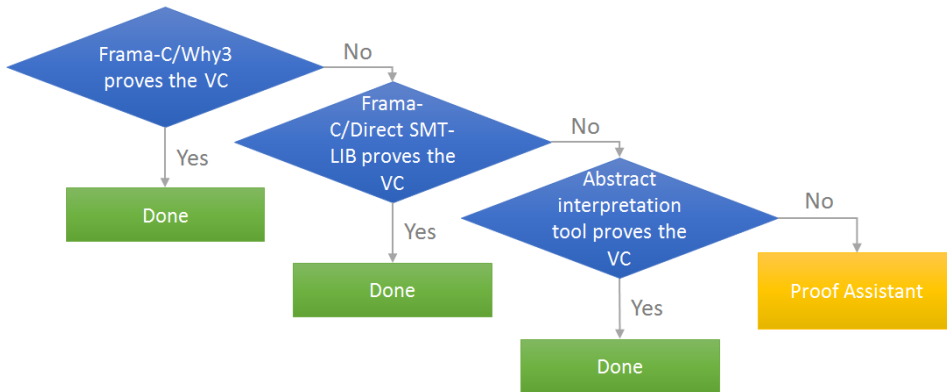 Frama-C/Why3
proves the VC
No
Frama-
C/Direct SMT-
LIB proves the
VC
No
Yes
Done
Abstract
interpretation
tool proves the
VC
No
Yes
Done
Proof Assistant
Yes
Done